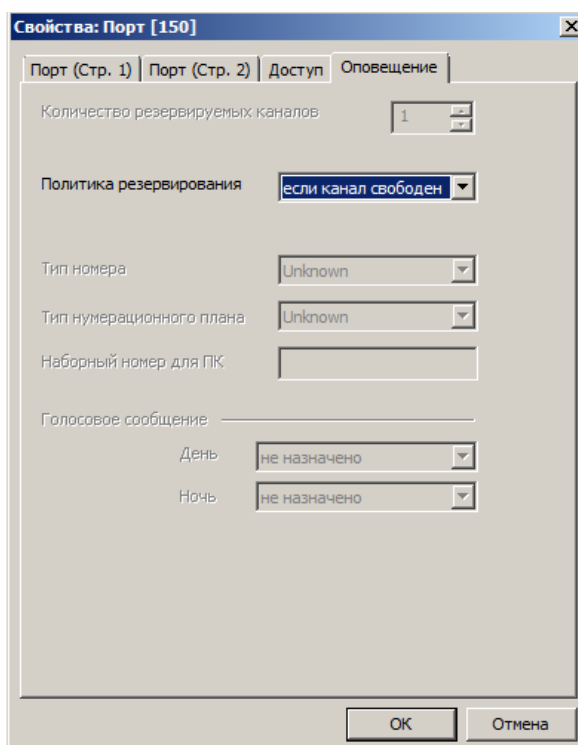 Свойства: Порт [150]
Порт (Стр. 1) Порт (Стр. 2) Доступ Оповещение
Количество резервируемых каналов 1
Политика резервирования если канал свободен
Тип номера Unknown
Тип нумерационного плана Unknown
Наборный номер для ПК
Голосовое сообщение
День не назначено
Ночь не назначено
ОК Отмена